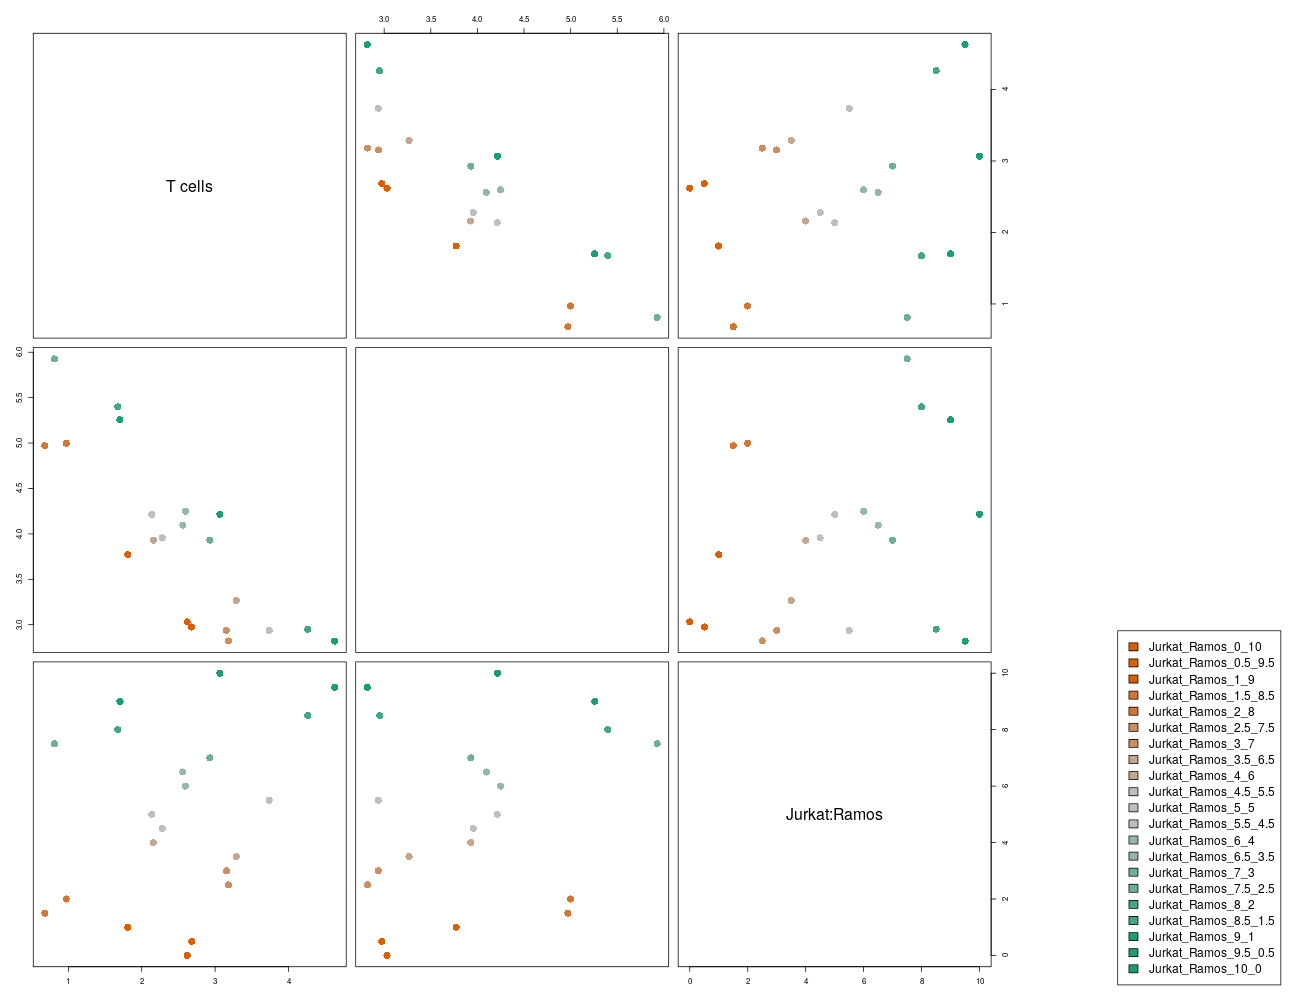 3.0 3.5 4.0 4.5 5.0 5.5 6.0
T cells
4
3
2
1
6.0
5.5
5.0
4.5
4.0
3.5
3.0
Jurkat:Ramos
10
8
6
4
2
0
1 2 3 4
0 2 4 6 8 10
Jurkat_Ramos_0_10
Jurkat_Ramos_0.5_9.5
Jurkat_Ramos_1_9
Jurkat_Ramos_1.5_8.5
Jurkat_Ramos_2_8
Jurkat_Ramos_2.5_7.5
Jurkat_Ramos_3_7
Jurkat_Ramos_3.5_6.5
Jurkat_Ramos_4_6
Jurkat_Ramos_4.5_5.5
Jurkat_Ramos_5_5
Jurkat_Ramos_5.5_4.5
Jurkat_Ramos_6_4
Jurkat_Ramos_6.5_3.5
Jurkat_Ramos_7_3
Jurkat_Ramos_7.5_2.5
Jurkat_Ramos_8_2
Jurkat_Ramos_8.5_1.5
Jurkat_Ramos_9_1
Jurkat_Ramos_9.5_0.5
Jurkat_Ramos_10_0